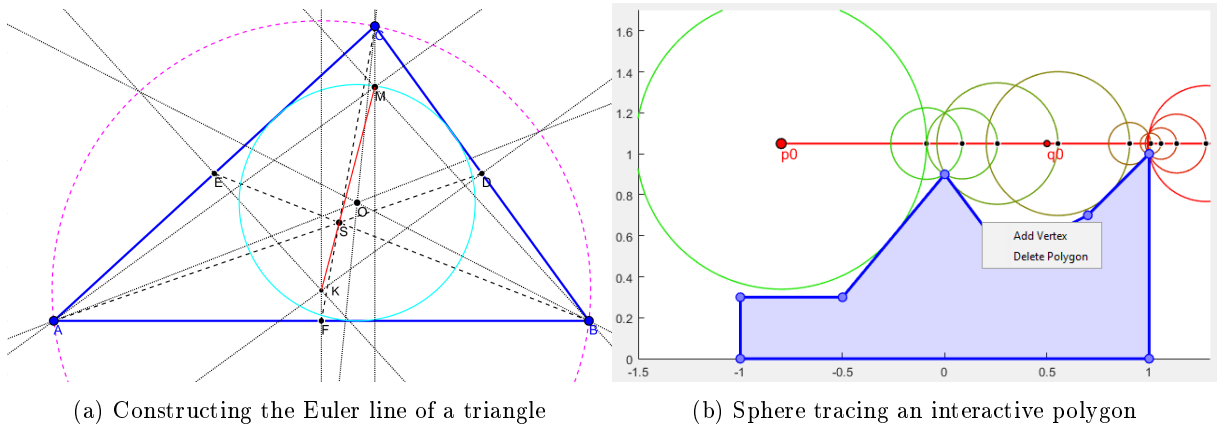 C
M
E
D
O
S
K
F
A
B
1.6
1.4
1.2
1
0.8
0.6
0.4
0.2
0
p0
q0
Add Vertex
Delete Polygon
-1.5
-1
-0.5
0
0.5
1
(a) Constructing the Euler line of a triangle
(b) Sphere tracing an interactive polygon